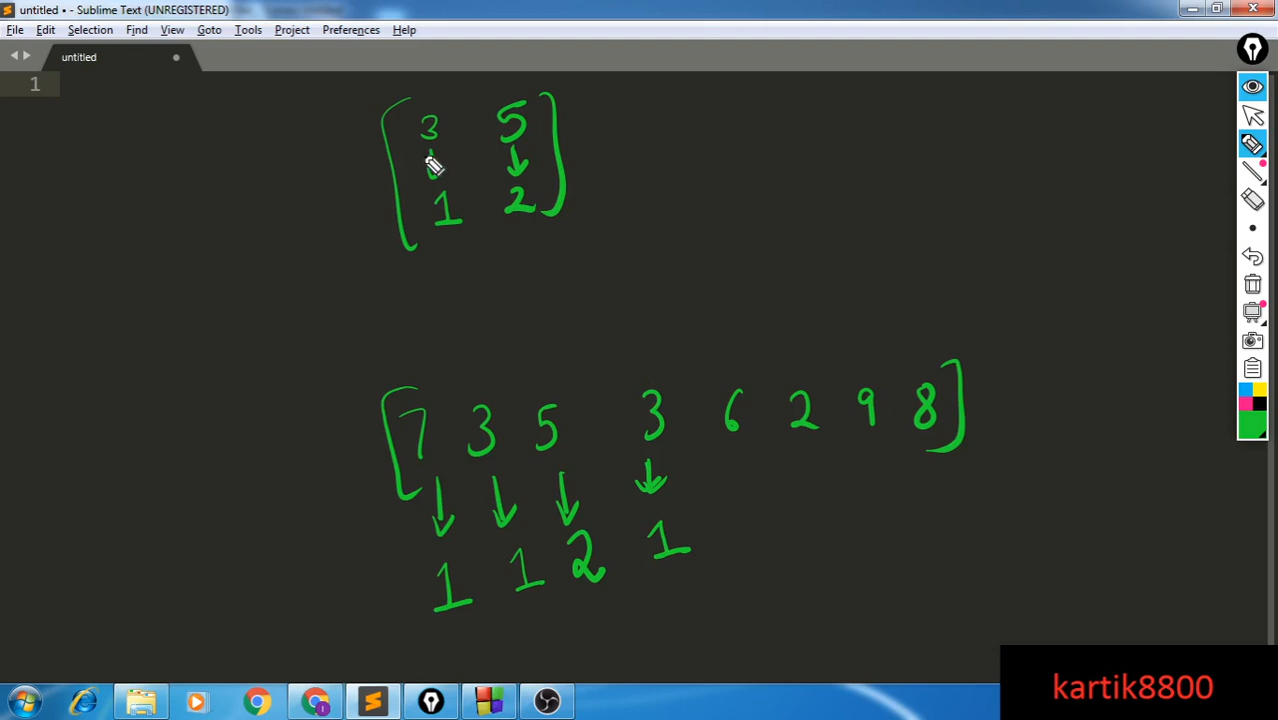 untitled • - Sublime Text (UNREGISTERED)
File Edit Selection Find View Goto Tools Project Preferences Help
untitled
1
[3 5]
1 2
[7 3 5 3 6 2 9 8]
1 1 2 1
kartik8800